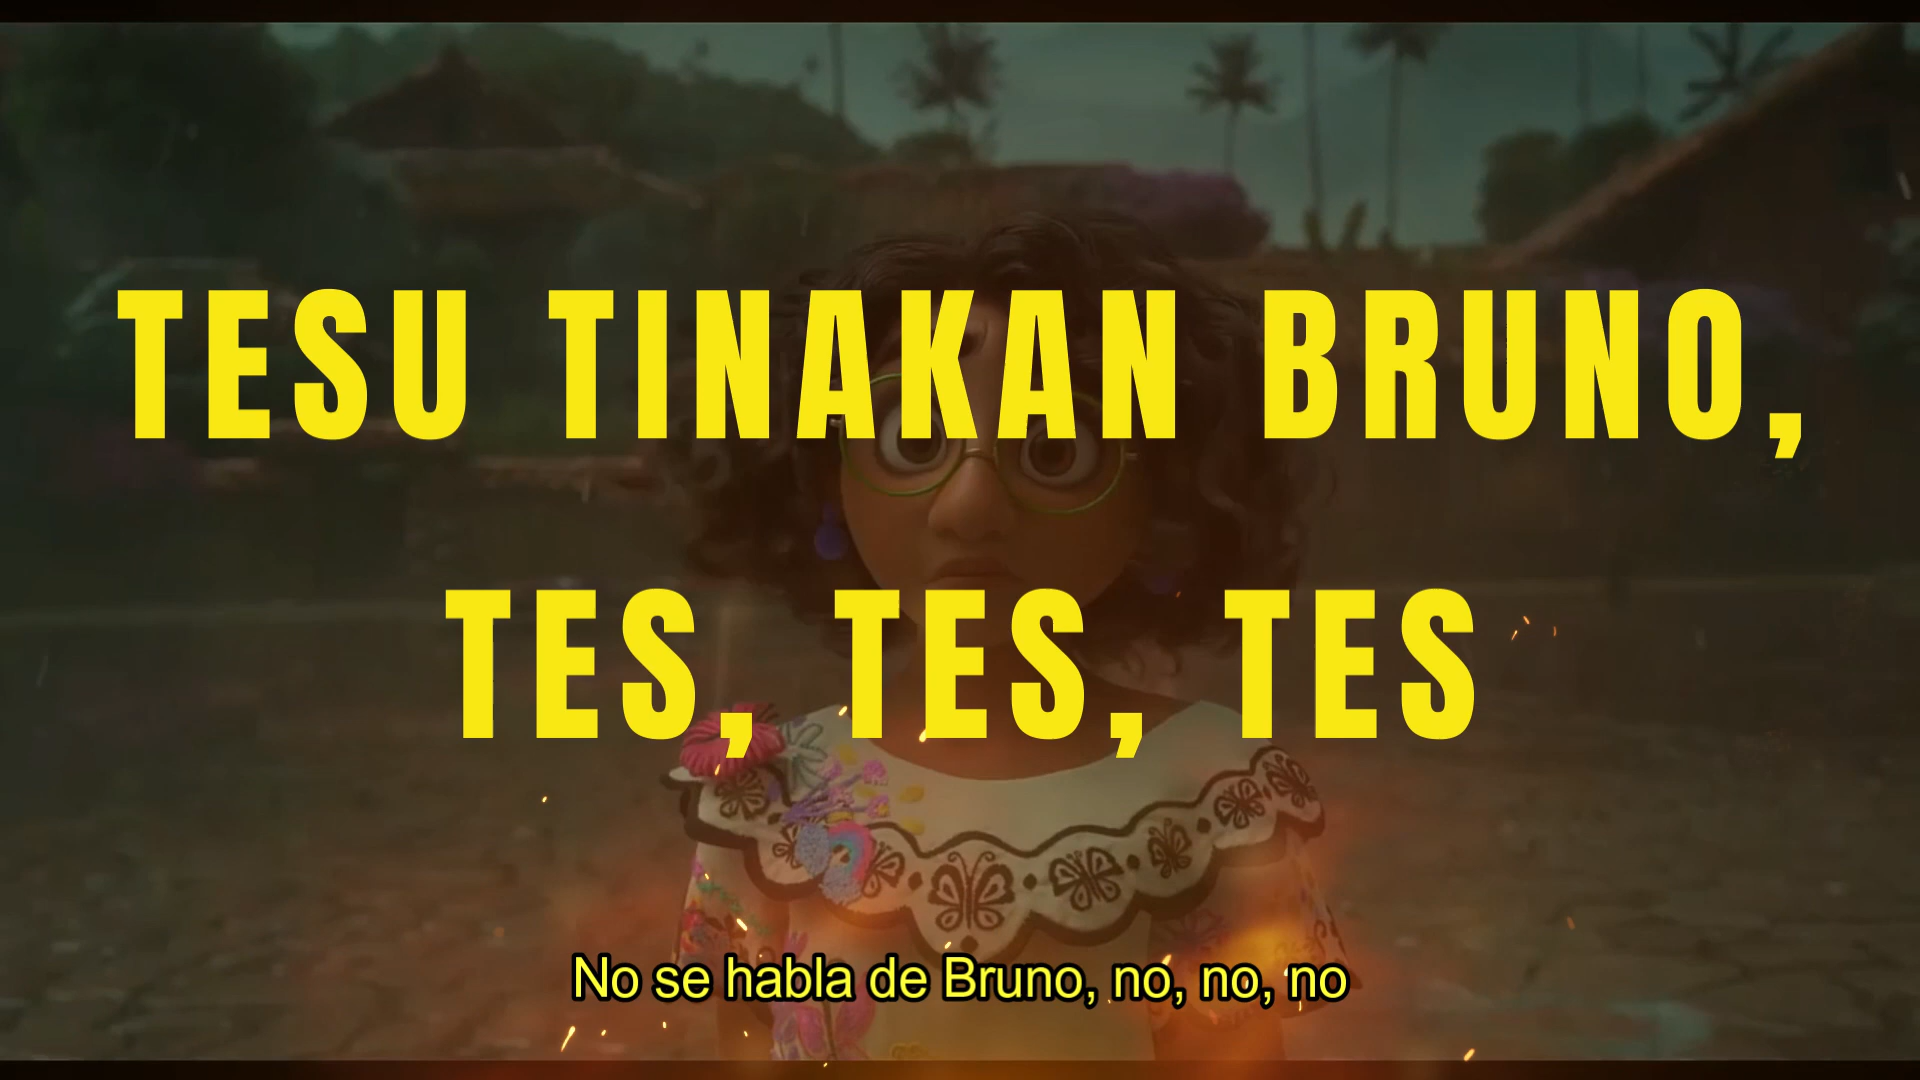 TESU TINAKAN BRUNO,
TES, TES, TES
No se habla de Bruno, no, no, no